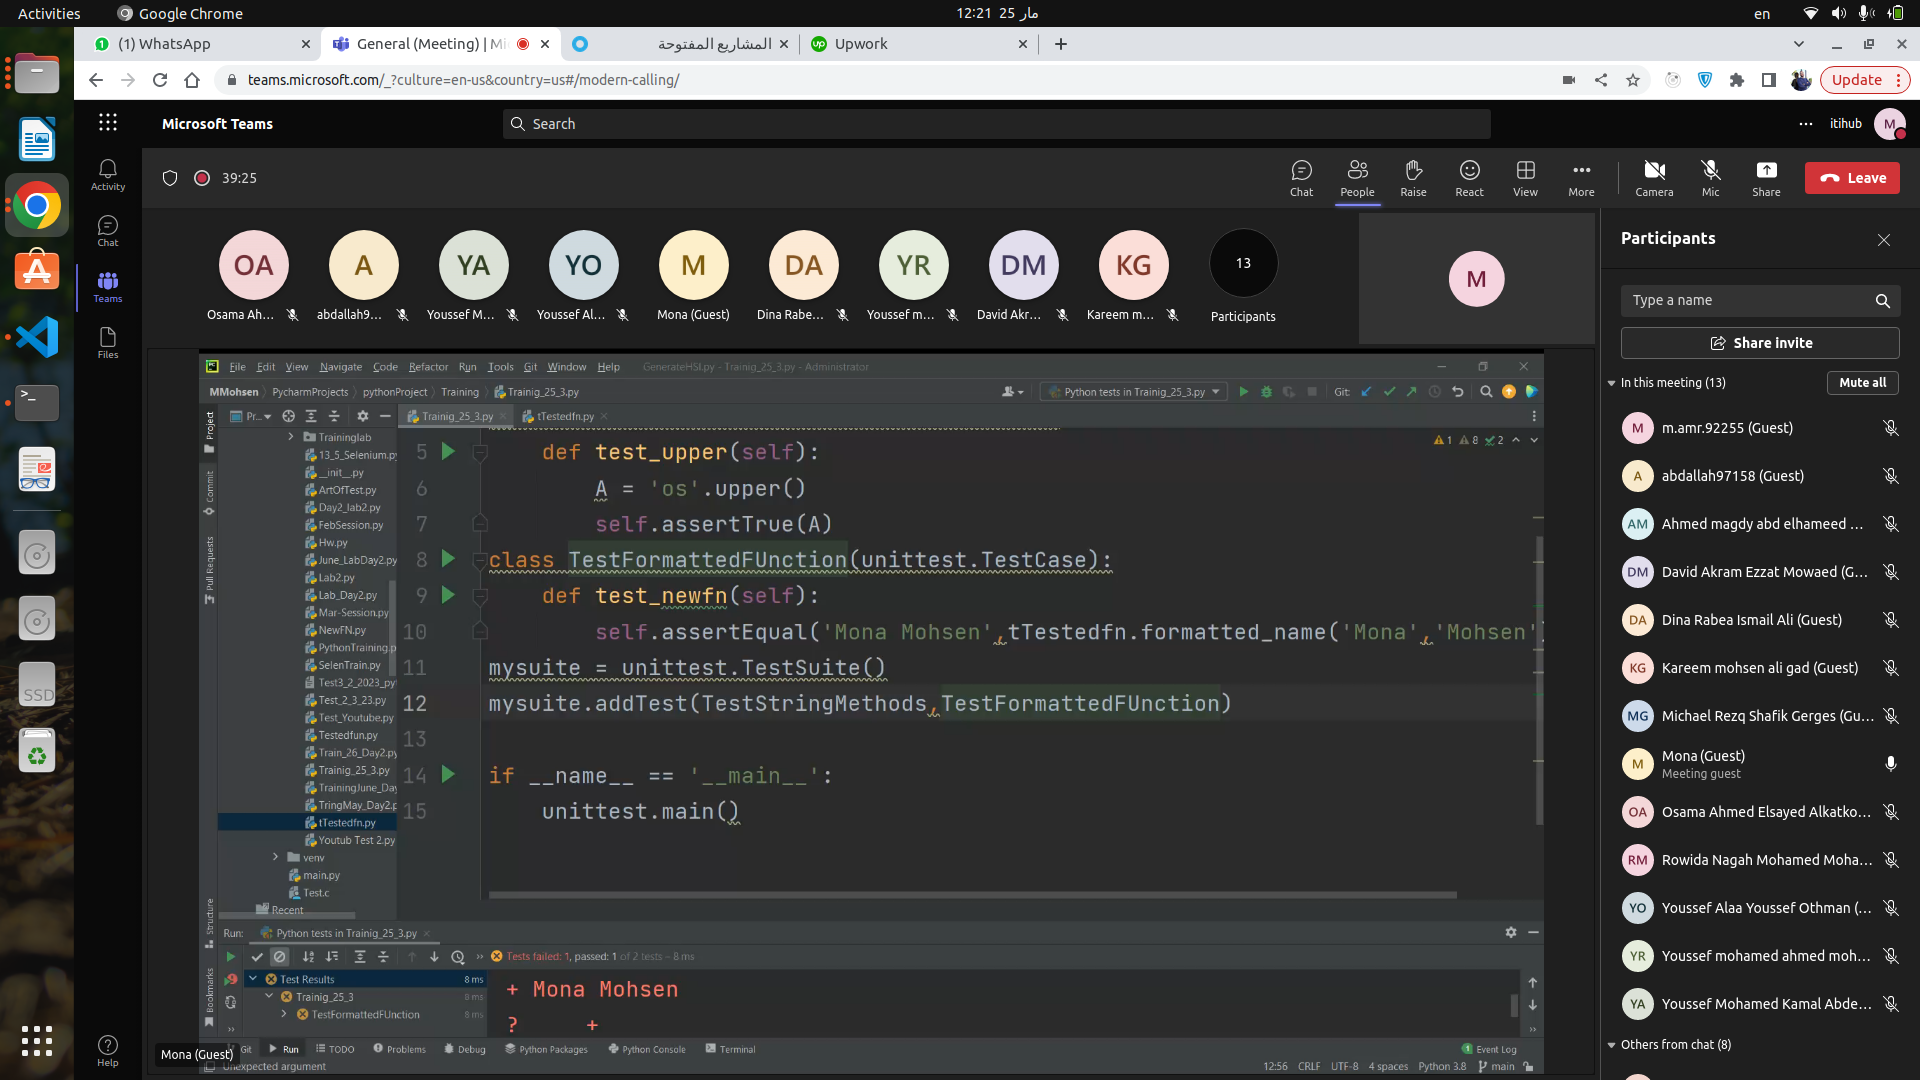 Activities
Google Chrome
12:21 25 مار
en
(1) WhatsApp
General (Meeting) | Mi
المشاريع المفتوحة
Upwork
teams.microsoft.com/_?culture=en-us&country=us#/modern-calling/
Update
Microsoft Teams
Search
itihub
M
Activity
Chat
Teams
Files
Help
39:25
Chat
People
Raise
React
View
More
Camera
Mic
Share
Leave
OA
A
YA
YO
M
DA
YR
DM
KG
13
M
Osama Ah...
abdallah9...
Youssef M...
Youssef Al...
Mona (Guest)
Dina Rabe...
Youssef m...
David Akr...
Kareem m...
Participants
File Edit View Navigate Code Refactor Run Tools Git Window Help
GenerateHSI.py - Trainig_25_3.py - Administrator
MMohsen
PycharmProjects
pythonProject
Training
Trainig_25_3.py
Python tests in Trainig_25_3.py
Git:
Project
Commit
Pull Requests
Structure
Bookmarks
Pr...
Trainig_25_3.py
tTestedfn.py
Traininglab
13_5_Selenium.py
__init__.py
ArtOfTest.py
Day2_lab2.py
FebSession.py
Hw.py
June_LabDay2.py
Lab2.py
Lab_Day2.py
Mar-Session.py
NewFN.py
PythonTraining.p
SelenTrain.py
Test3_2_2023_py
Test_2_3_23.py
Test_Youtube.py
Testedfun.py
Train_26_Day2.py
Trainig_25_3.py
TrainingJune_Day
TringMay_Day2.p
tTestedfn.py
Youtub Test 2.py
venv
main.py
Test.c
Recent
1 8 2
5 def test_upper(self):
6 A = 'os'.upper()
7 self.assertTrue(A)
8 class TestFormattedFUnction(unittest.TestCase):
9 def test_newfn(self):
10 self.assertEqual('Mona Mohsen',tTestedfn.formatted_name('Mona','Mohsen')
11 mysuite = unittest.TestSuite()
12 mysuite.addTest(TestStringMethods,TestFormattedFUnction)
13
14 if __name__ == '__main__':
15 unittest.main()
Run: Python tests in Trainig_25_3.py
Tests failed: 1, passed: 1 of 2 tests – 8 ms
Test Results 8 ms
Trainig_25_3 8 ms
TestFormattedFUnction 8 ms
+ Mona Mohsen
? +
Git
Run
TODO
Problems
Debug
Python Packages
Python Console
Terminal
Event Log
Unexpected argument
12:56 CRLF UTF-8 4 spaces Python 3.8 main
Mona (Guest)
SSD
Participants
Type a name
Share invite
In this meeting (13)
Mute all
M m.amr.92255 (Guest)
A abdallah97158 (Guest)
AM Ahmed magdy abd elhameed ...
DM David Akram Ezzat Mowaed (G...
DA Dina Rabea Ismail Ali (Guest)
KG Kareem mohsen ali gad (Guest)
MG Michael Rezq Shafik Gerges (Gu...
M Mona (Guest)
Meeting guest
OA Osama Ahmed Elsayed Alkatko...
RM Rowida Nagah Mohamed Moha...
YO Youssef Alaa Youssef Othman (...
YR Youssef mohamed ahmed moh...
YA Youssef Mohamed Kamal Abde...
Others from chat (8)